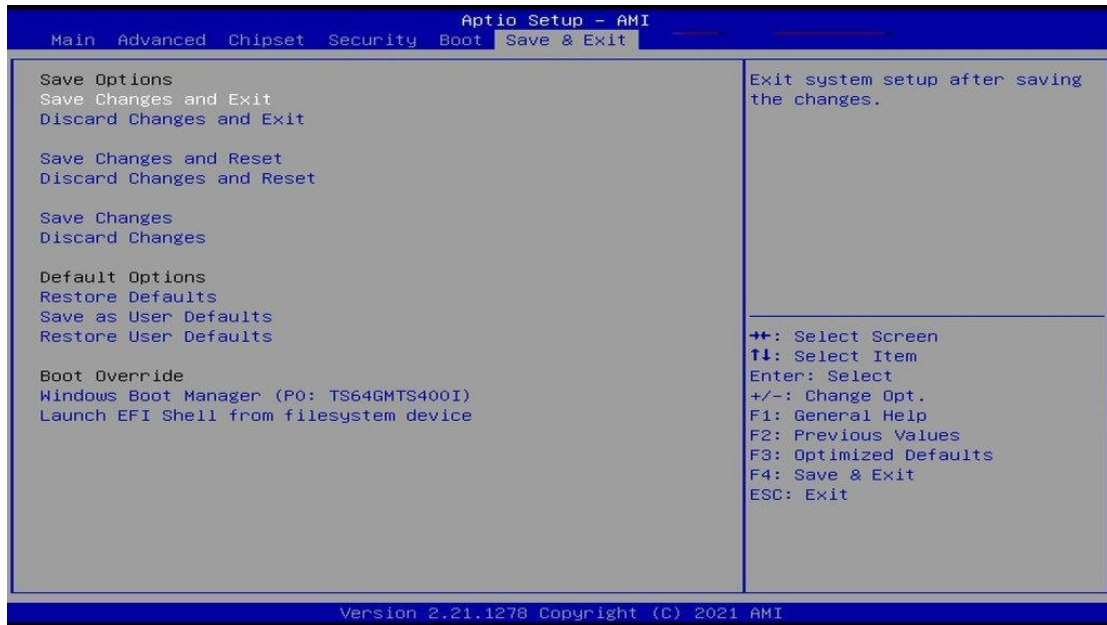 Aptio Setup – AMI
Main Advanced Chipset Security Boot Save & Exit
Save Options
Save Changes and Exit
Discard Changes and Exit
Save Changes and Reset
Discard Changes and Reset
Save Changes
Discard Changes
Default Options
Restore Defaults
Save as User Defaults
Restore User Defaults
Boot Override
Windows Boot Manager (P0: TS64GMTS400I)
Launch EFI Shell from filesystem device
Exit system setup after saving
the changes.
→←: Select Screen
↑↓: Select Item
Enter: Select
+/-: Change Opt.
F1: General Help
F2: Previous Values
F3: Optimized Defaults
F4: Save & Exit
ESC: Exit
Version 2.21.1278 Copyright (C) 2021 AMI